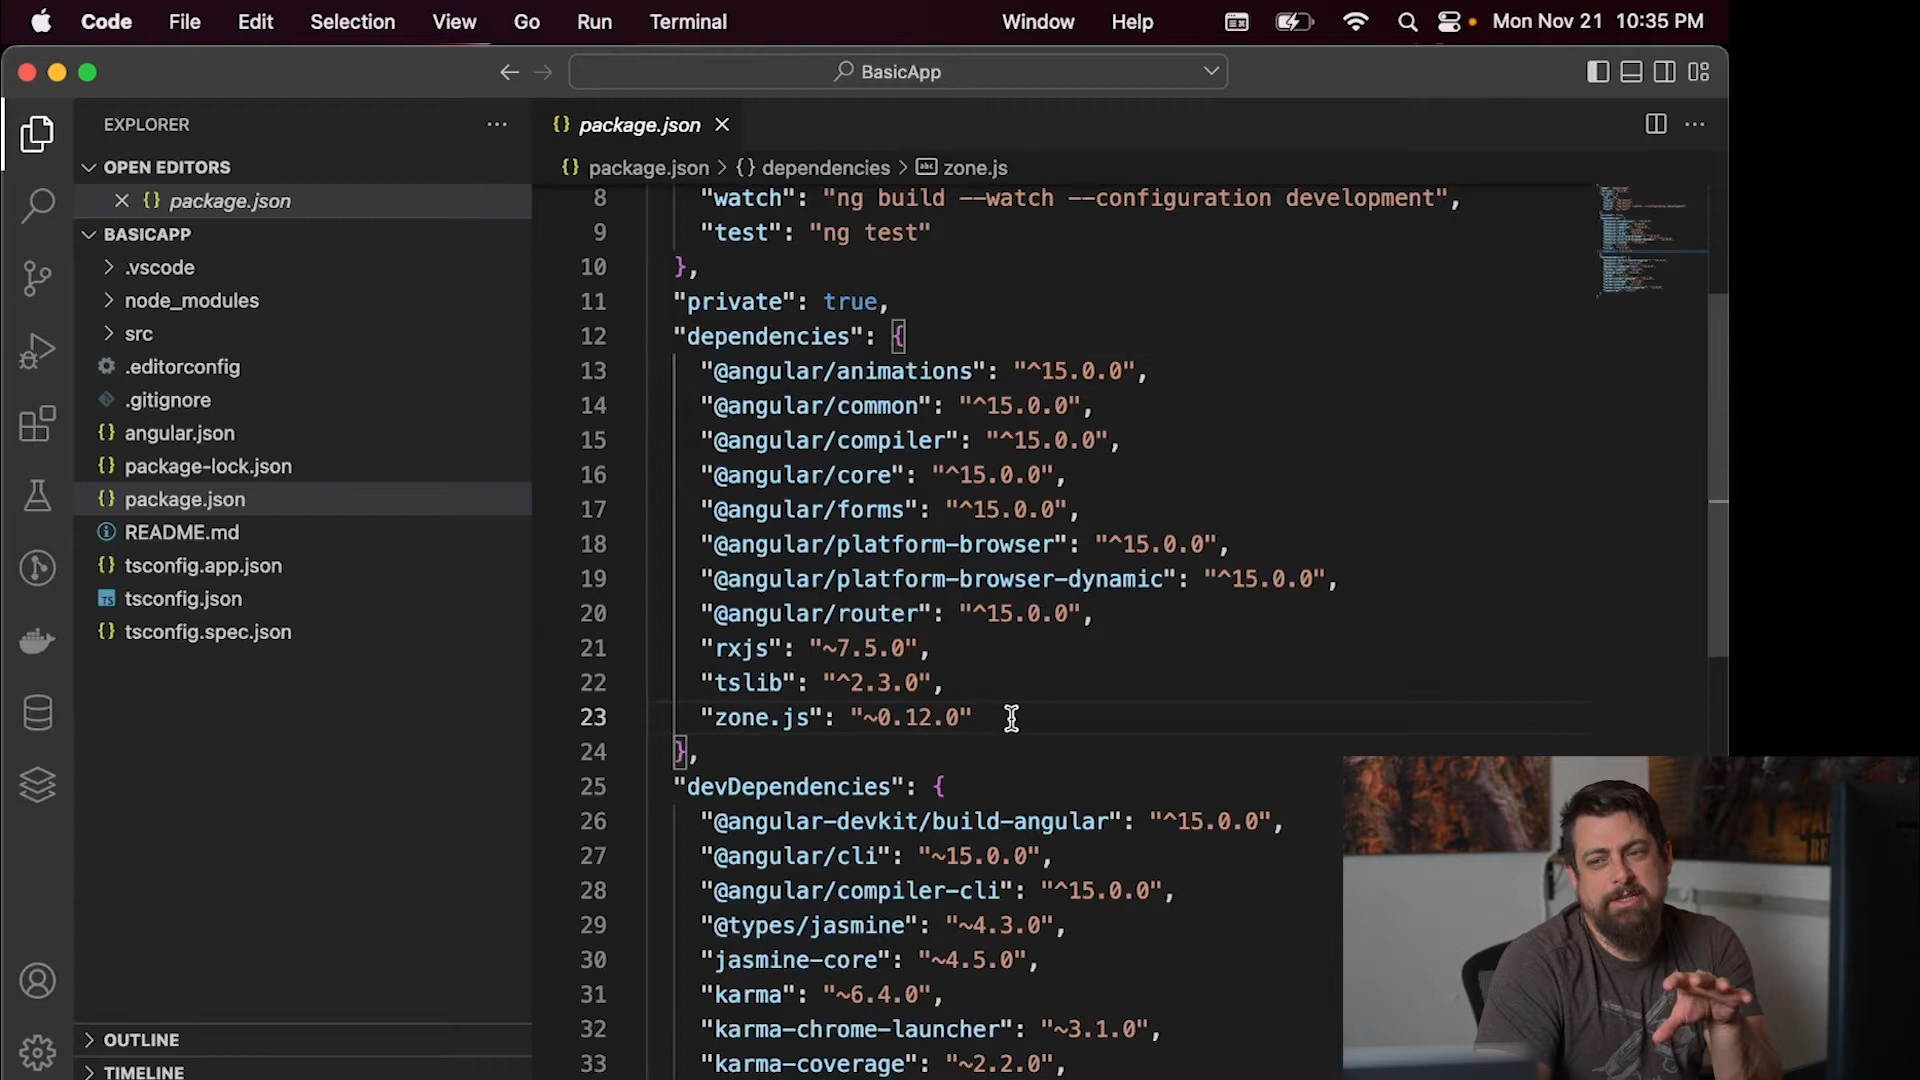 Code File Edit Selection View Go Run Terminal Window Help Mon Nov 21 10:35 PM
BasicApp
EXPLORER
OPEN EDITORS
package.json
BASICAPP
.vscode
node_modules
src
.editorconfig
.gitignore
angular.json
package-lock.json
package.json
README.md
tsconfig.app.json
tsconfig.json
tsconfig.spec.json
OUTLINE
TIMELINE
package.json
package.json > {} dependencies > zone.js
8 "watch": "ng build --watch --configuration development",
9 "test": "ng test"
10 },
11 "private": true,
12 "dependencies": {
13 "@angular/animations": "^15.0.0",
14 "@angular/common": "^15.0.0",
15 "@angular/compiler": "^15.0.0",
16 "@angular/core": "^15.0.0",
17 "@angular/forms": "^15.0.0",
18 "@angular/platform-browser": "^15.0.0",
19 "@angular/platform-browser-dynamic": "^15.0.0",
20 "@angular/router": "^15.0.0",
21 "rxjs": "~7.5.0",
22 "tslib": "^2.3.0",
23 "zone.js": "~0.12.0"
24 },
25 "devDependencies": {
26 "@angular-devkit/build-angular": "^15.0.0",
27 "@angular/cli": "~15.0.0",
28 "@angular/compiler-cli": "^15.0.0",
29 "@types/jasmine": "~4.3.0",
30 "jasmine-core": "~4.5.0",
31 "karma": "~6.4.0",
32 "karma-chrome-launcher": "~3.1.0",
33 "karma-coverage": "~2.2.0",